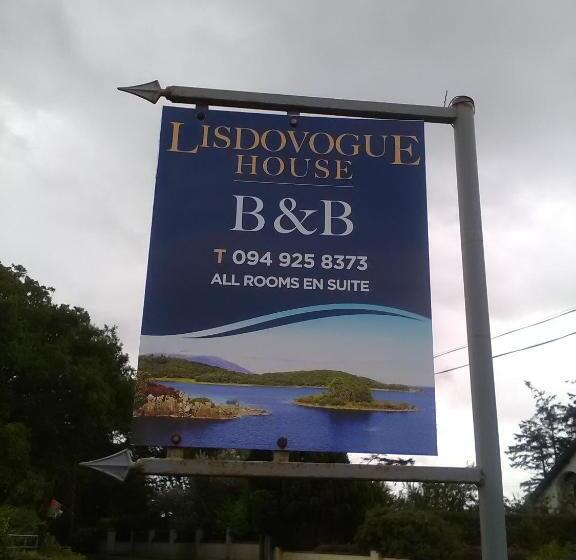 LISDOVOGUE
HOUSE
B&B
T 094 925 8373
ALL ROOMS EN SUITE